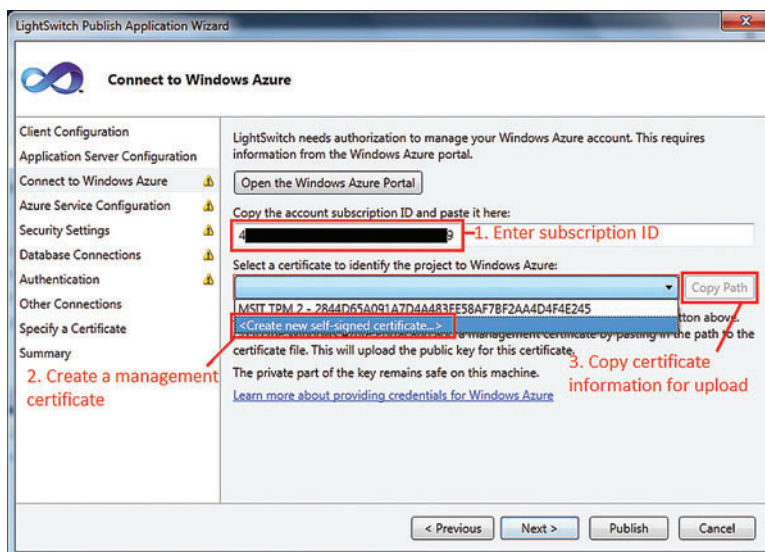 LightSwitch Publish Application Wizard
Connect to Windows Azure
Client Configuration
Application Server Configuration
Connect to Windows Azure
Azure Service Configuration
Security Settings
Database Connections
Authentication
Other Connections
Specify a Certificate
Summary
LightSwitch needs authorization to manage your Windows Azure account. This requires
information from the Windows Azure portal.
Open the Windows Azure Portal
Copy the account subscription ID and paste it here:
4 9
1. Enter subscription ID
Select a certificate to identify the project to Windows Azure:
Copy Path
MSIT TPM 2 - 2844D65A091A7D4A483FE58AF7BF2AA4D4F4E245
<Create new self-signed certificate...>
tton above.
management certificate by pasting in the path to the
certificate file. This will upload the public key for this certificate.
The private part of the key remains safe on this machine.
Learn more about providing credentials for Windows Azure
2. Create a management
certificate
3. Copy certificate
information for upload
< Previous
Next >
Publish
Cancel